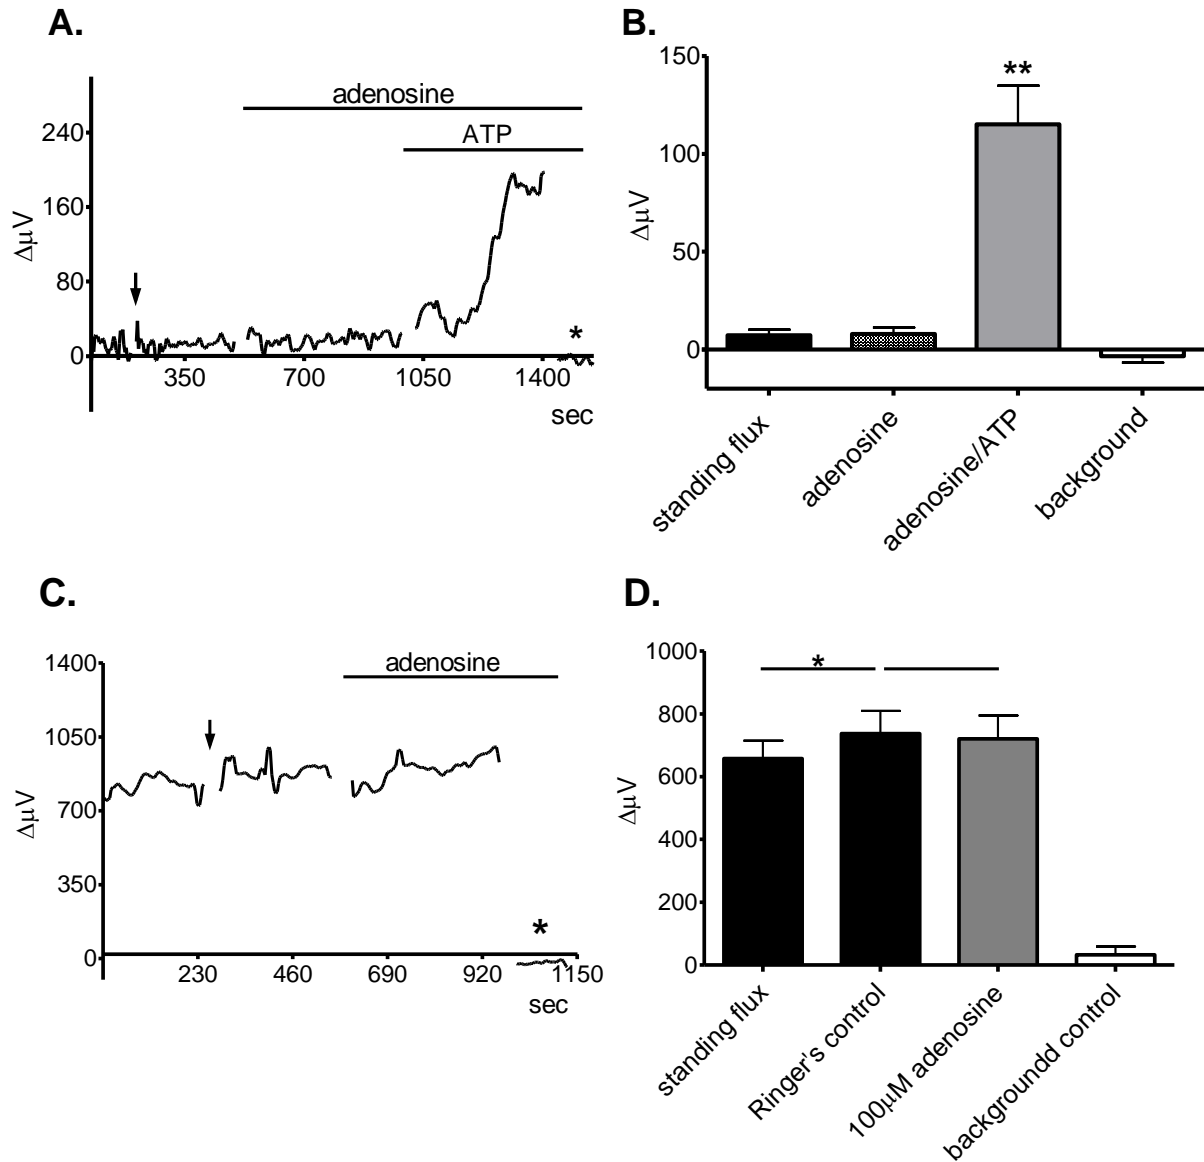 A.
adenosine
ATP
240
160
80
0
ΔμV
*
350 700 1050 1400
sec
B.
150
100
50
0
ΔμV
**
standing flux
adenosine
adenosine/ATP
background
C.
adenosine
1400
1050
700
350
0
ΔμV
*
230 460 690 920 1150
sec
D.
1000
800
600
400
200
0
ΔμV
*
standing flux
Ringer's control
100μM adenosine
backgroundd control